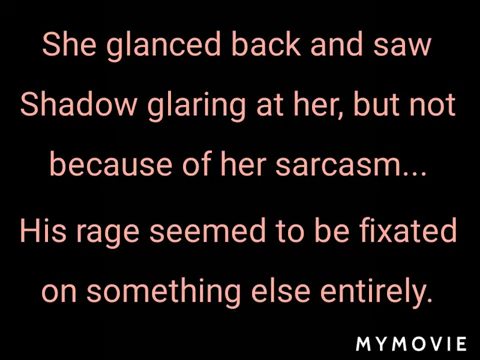 She glanced back and saw
Shadow glaring at her, but not
because of her sarcasm...
His rage seemed to be fixated
on something else entirely.
MYMOVIE